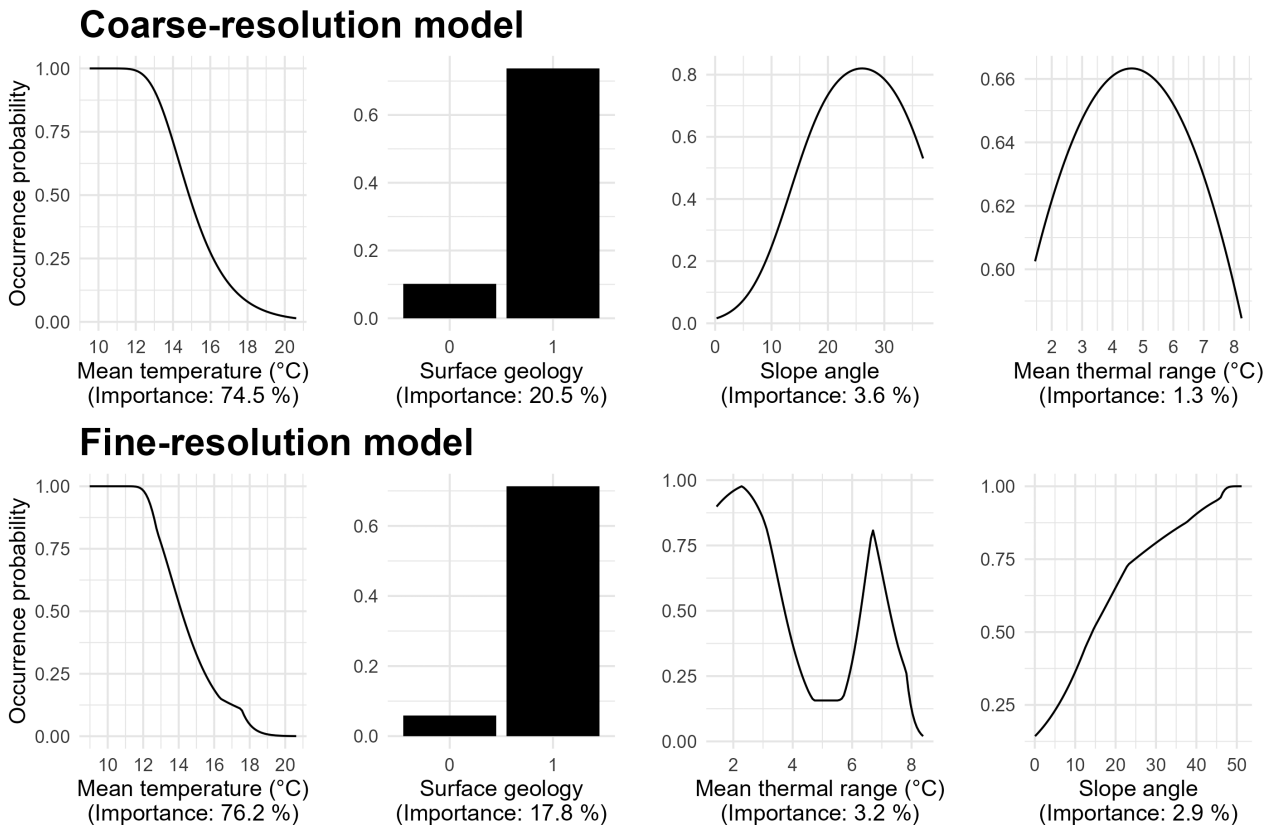 Coarse-resolution model
Occurrence probability
1.00
0.75
0.50
0.25
0.00
10 12 14 16 18 20
Mean temperature (°C)
(Importance: 74.5 %)
0.6
0.4
0.2
0.0
0 1
Surface geology
(Importance: 20.5 %)
0.8
0.6
0.4
0.2
0.0
0 10 20 30
Slope angle
(Importance: 3.6 %)
0.66
0.64
0.62
0.60
2 3 4 5 6 7 8
Mean thermal range (°C)
(Importance: 1.3 %)
Fine-resolution model
Occurrence probability
1.00
0.75
0.50
0.25
0.00
10 12 14 16 18 20
Mean temperature (°C)
(Importance: 76.2 %)
0.6
0.4
0.2
0.0
0 1
Surface geology
(Importance: 17.8 %)
1.00
0.75
0.50
0.25
0.00
2 4 6 8
Mean thermal range (°C)
(Importance: 3.2 %)
1.00
0.75
0.50
0.25
0 10 20 30 40 50
Slope angle
(Importance: 2.9 %)